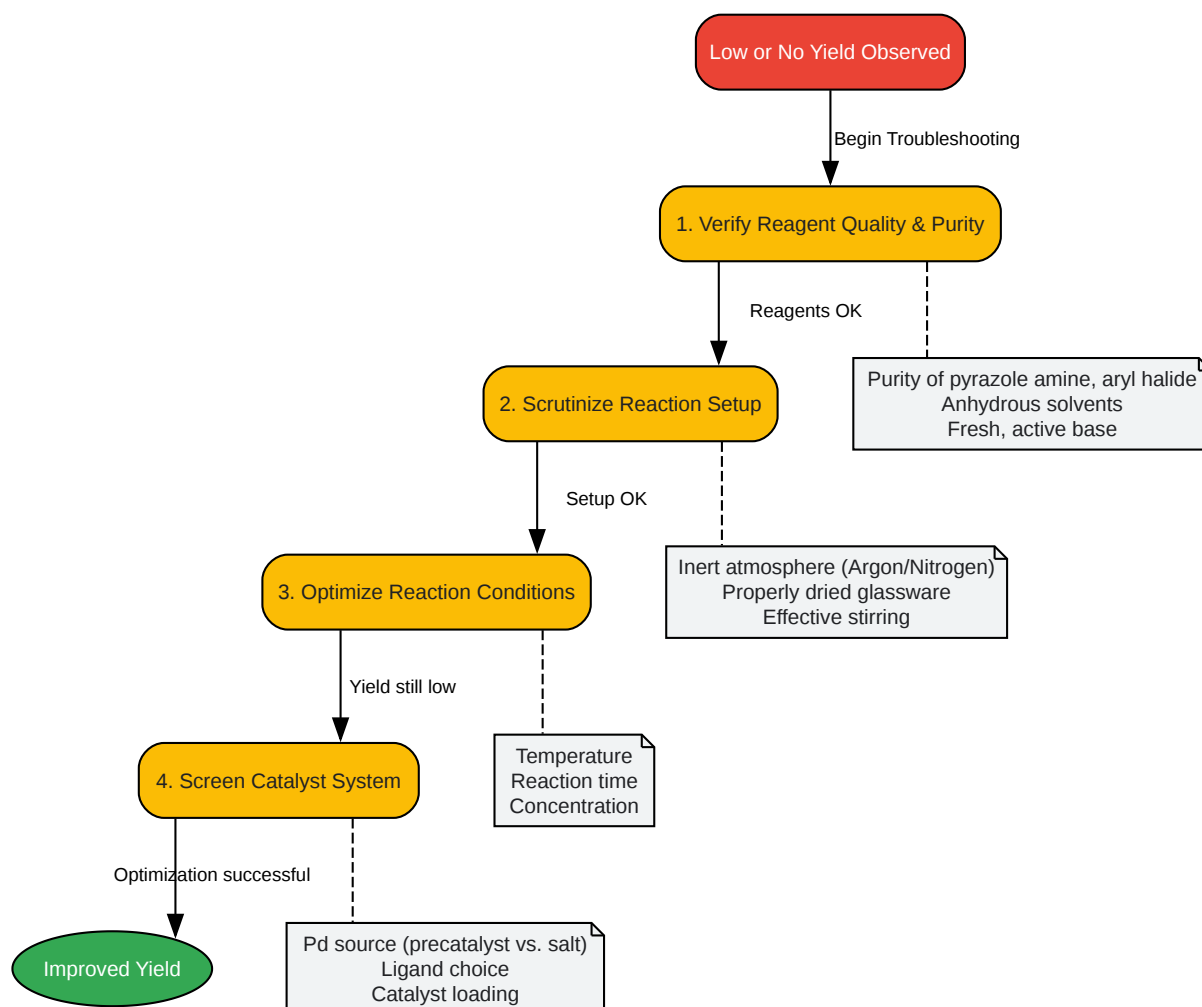 Low or No Yield Observed
Begin Troubleshooting
1. Verify Reagent Quality & Purity
Reagents OK
Purity of pyrazole amine, aryl halide
Anhydrous solvents
Fresh, active base
2. Scrutinize Reaction Setup
Setup OK
Inert atmosphere (Argon/Nitrogen)
Properly dried glassware
Effective stirring
3. Optimize Reaction Conditions
Yield still low
Temperature
Reaction time
Concentration
4. Screen Catalyst System
Optimization successful
Pd source (precatalyst vs. salt)
Ligand choice
Catalyst loading
Improved Yield